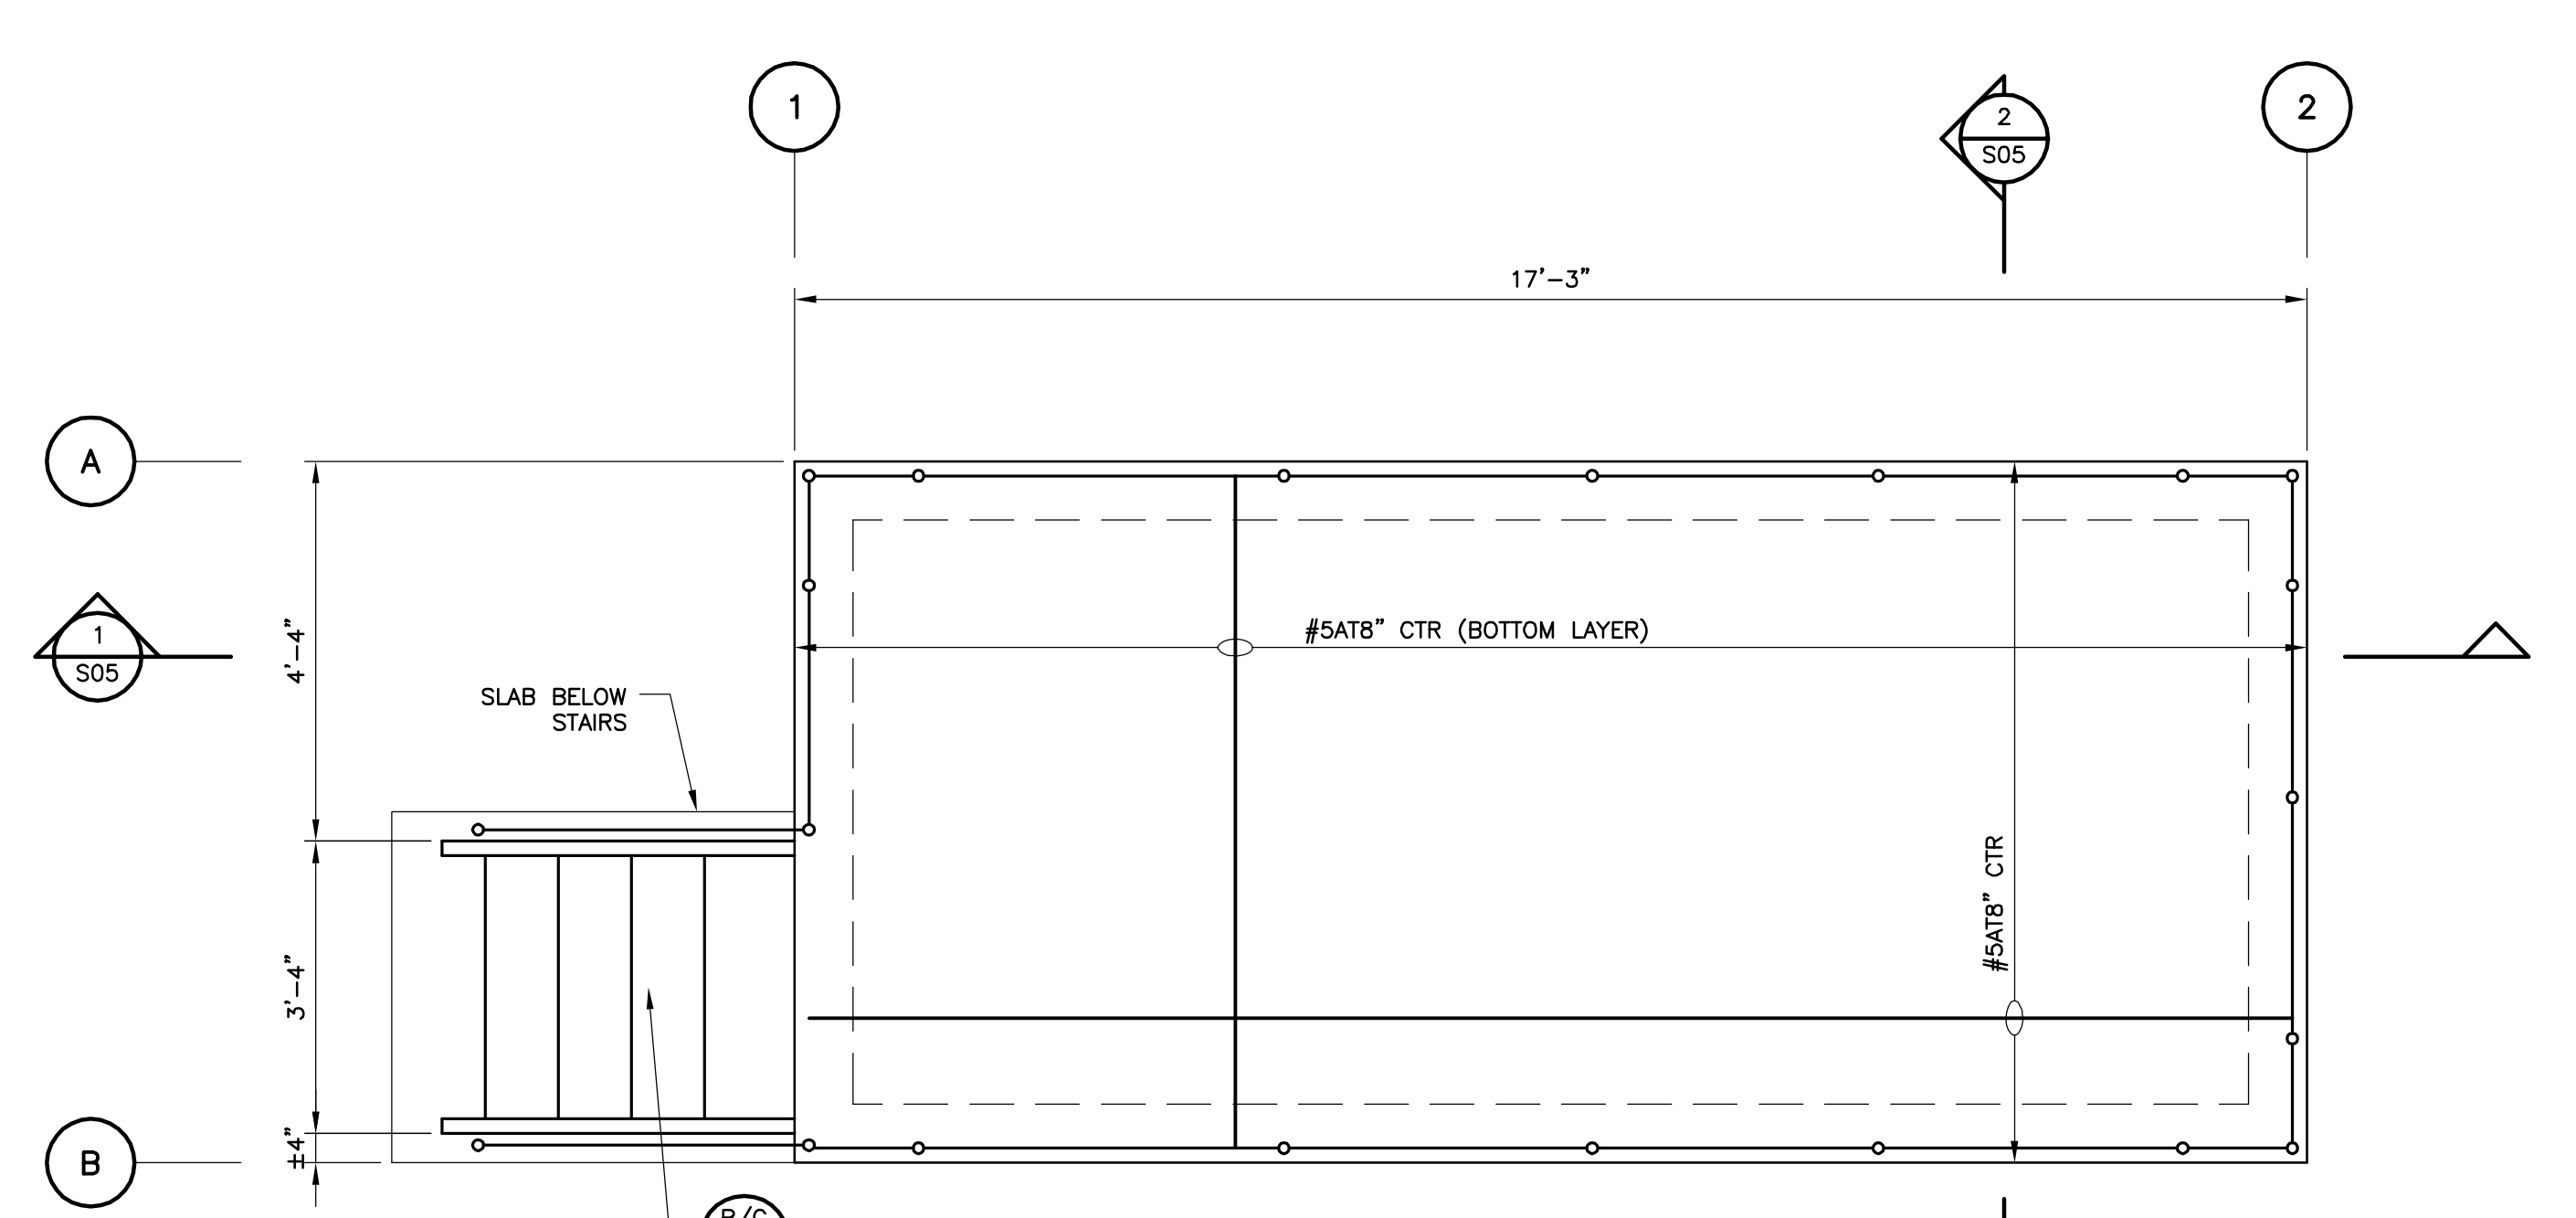 1
2
S05
2
17'-3"
A
1
S05
4'-4"
#5AT8" CTR (BOTTOM LAYER)
SLAB BELOW
STAIRS
#5AT8" CTR
3'-4"
±4"
B